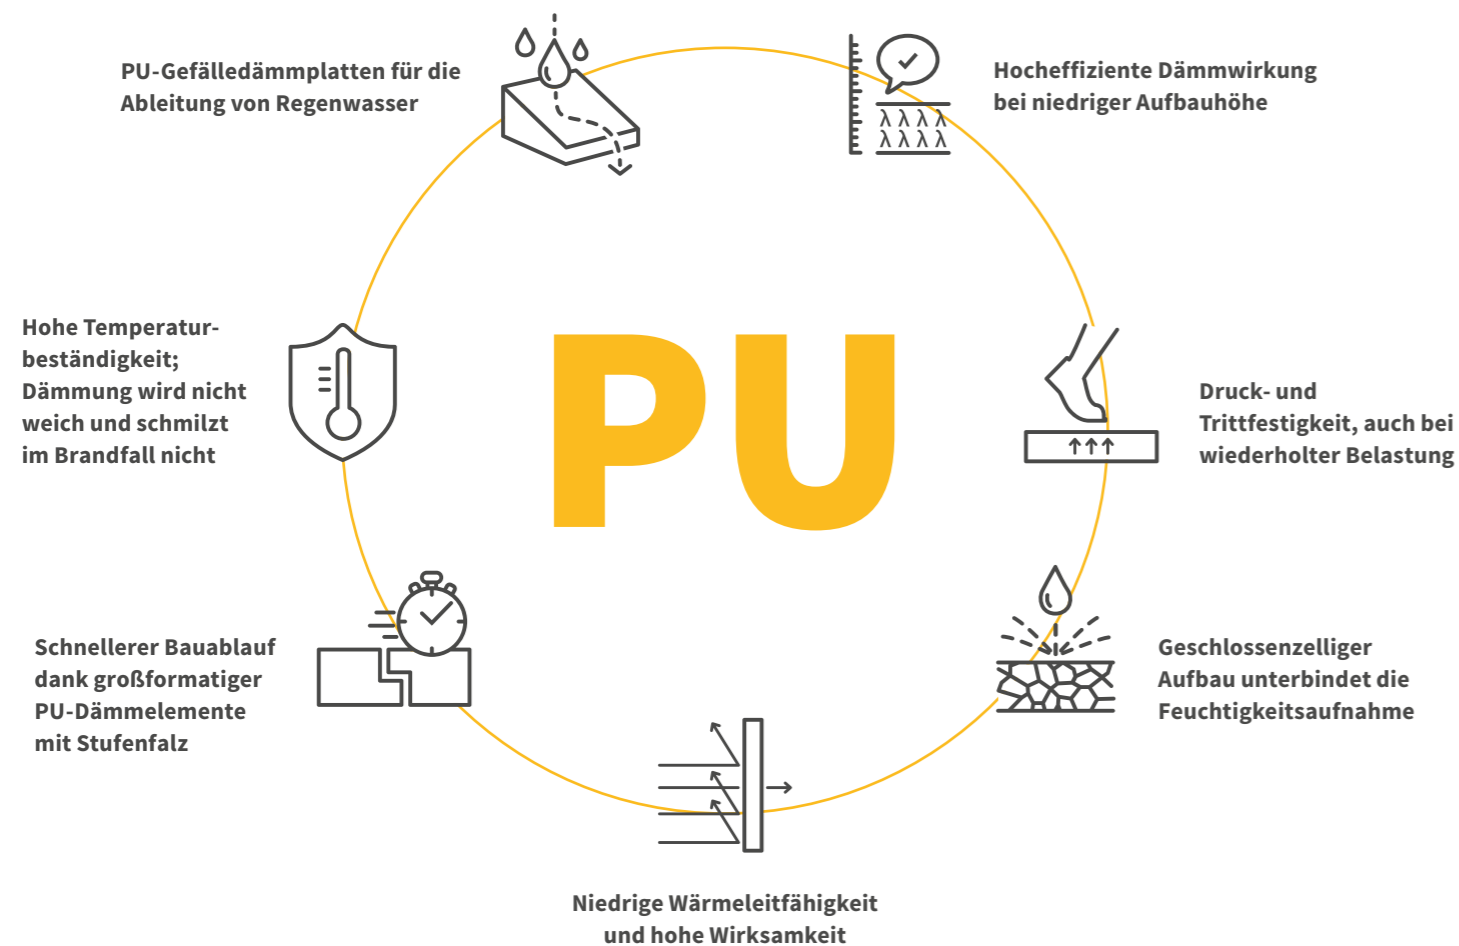 PU-Gefälledämmplatten für die
Ableitung von Regenwasser
Hocheffiziente Dämmwirkung
bei niedriger Aufbauhöhe
λ λ λ λ
λ λ λ λ
Hohe Temperatur-
beständigkeit;
Dämmung wird nicht
weich und schmilzt
im Brandfall nicht
PU
Druck- und
Trittfestigkeit, auch bei
wiederholter Belastung
Schnellerer Bauablauf
dank großformatiger
PU-Dämmelemente
mit Stufenfalz
Geschlossenzelliger
Aufbau unterbindet die
Feuchtigkeitsaufnahme
Niedrige Wärmeleitfähigkeit
und hohe Wirksamkeit